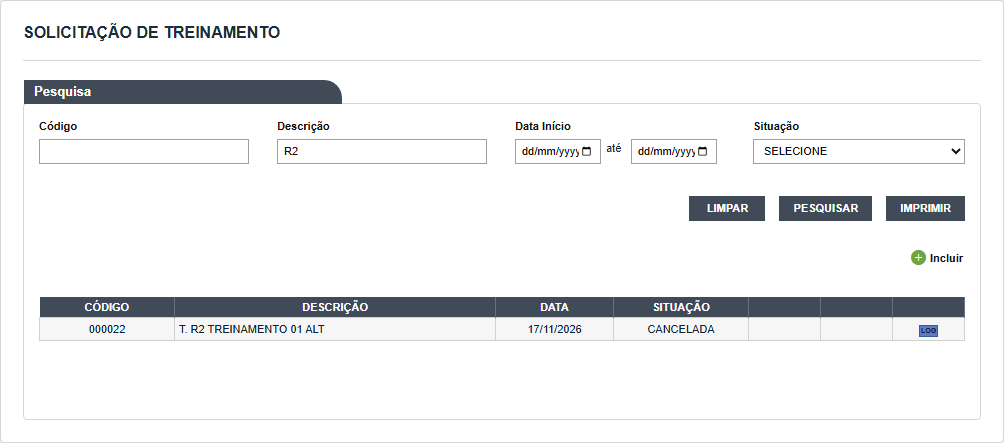 SOLICITAÇÃO DE TREINAMENTO
Pesquisa
Código Descrição Data Início Situação
R2 dd/mm/yyyy até dd/mm/yyyy SELECIONE
LIMPAR PESQUISAR IMPRIMIR
Incluir
CÓDIGO DESCRIÇÃO DATA SITUAÇÃO
000022 T. R2 TREINAMENTO 01 ALT 17/11/2026 CANCELADA LOG